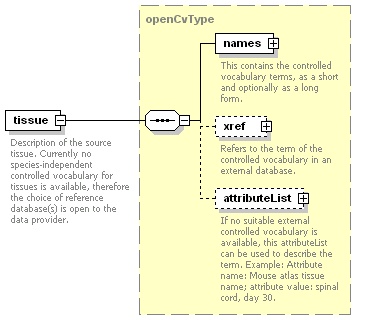 openCvType
names
This contains the controlled
vocabulary terms, as a short
and optionally as a long
form.
tissue
Description of the source
tissue. Currently no
species-independent
controlled vocabulary for
tissues is available, therefore
the choice of reference
database(s) is open to the
data provider.
xref
Refers to the term of the
controlled vocabulary in an
external database.
attributeList
If no suitable external
controlled vocabulary is
available, this attributeList
can be used to describe the
term. Example: Attribute
name: Mouse atlas tissue
name; attribute value: spinal
cord, day 30.